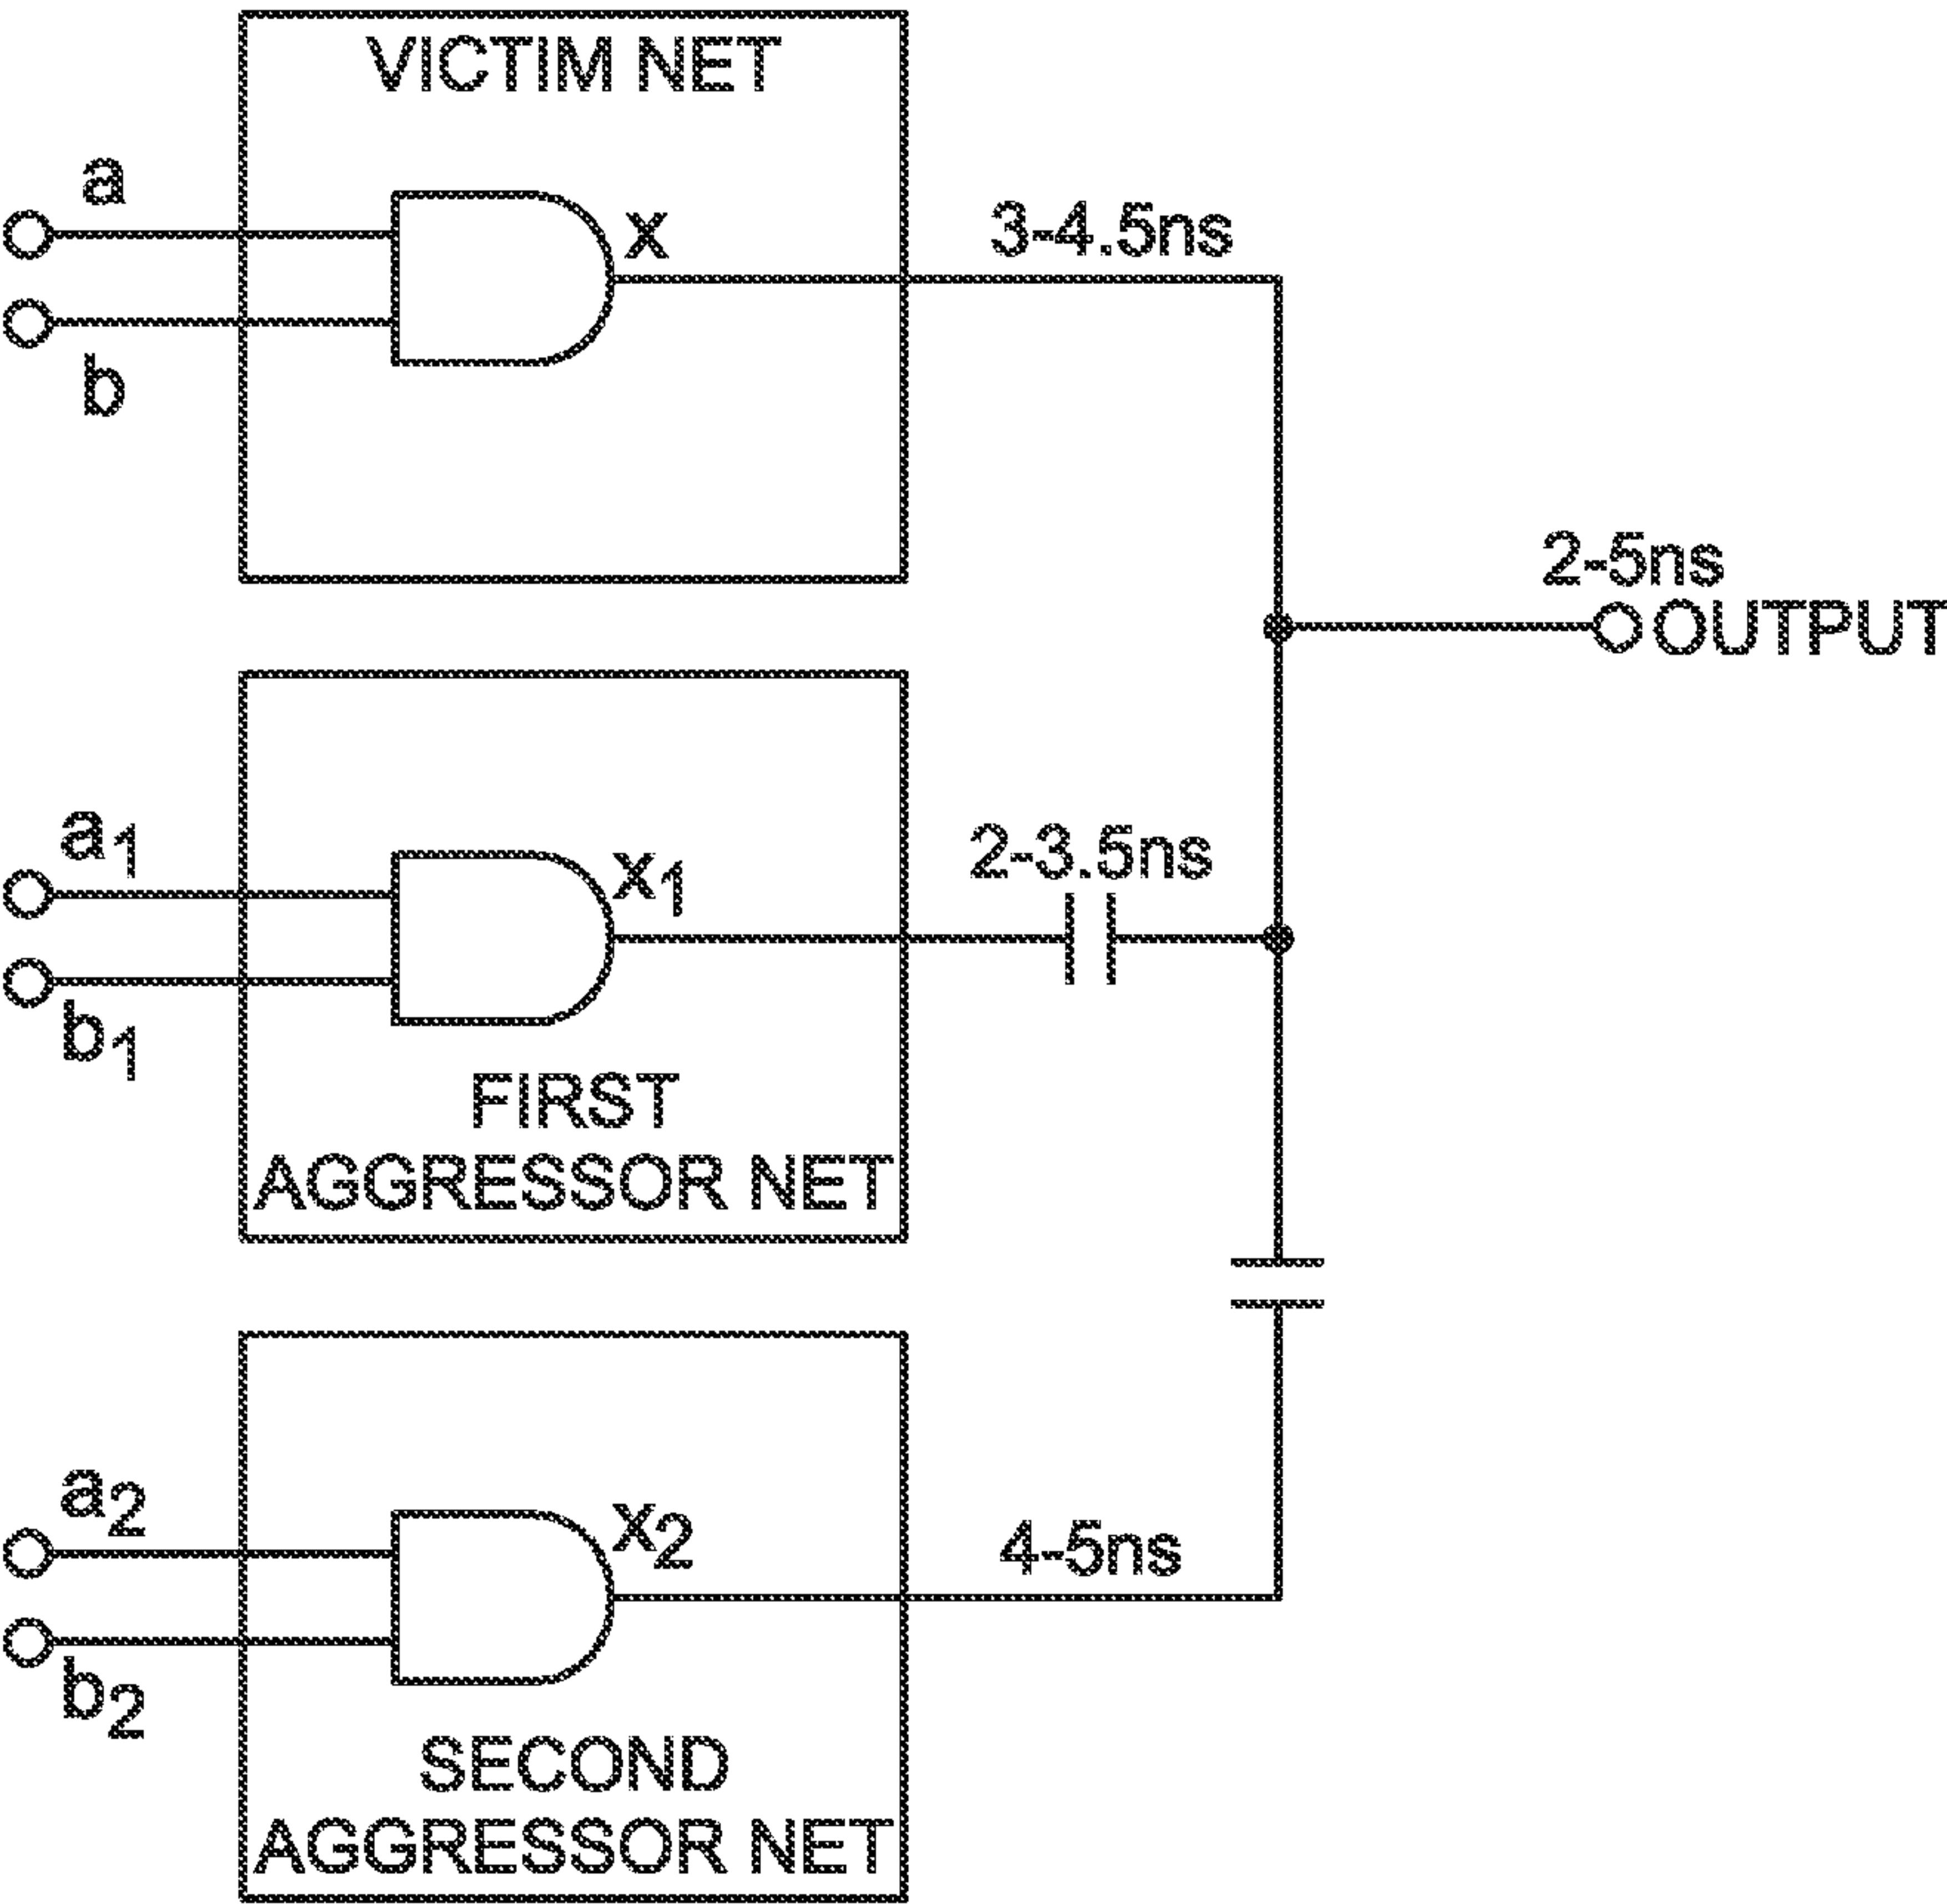 VICTIM NET
a
x
3-4.5ns
b
2-5ns
OUTPUT
a1
x1
2-3.5ns
b1
FIRST
AGGRESSOR NET
a2
x2
4-5ns
b2
SECOND
AGGRESSOR NET